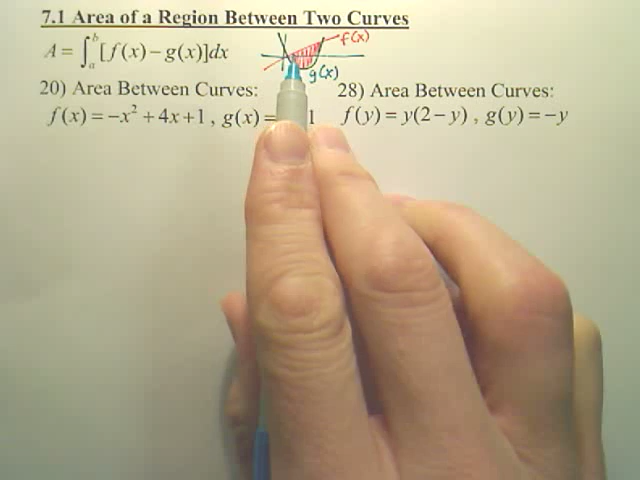 7.1 Area of a Region Between Two Curves
A = ∫ₐᵇ [f(x) − g(x)]dx
f(x)
g(x)
20) Area Between Curves:
f(x) = −x² + 4x + 1 , g(x) = 1
28) Area Between Curves:
f(y) = y(2 − y) , g(y) = −y